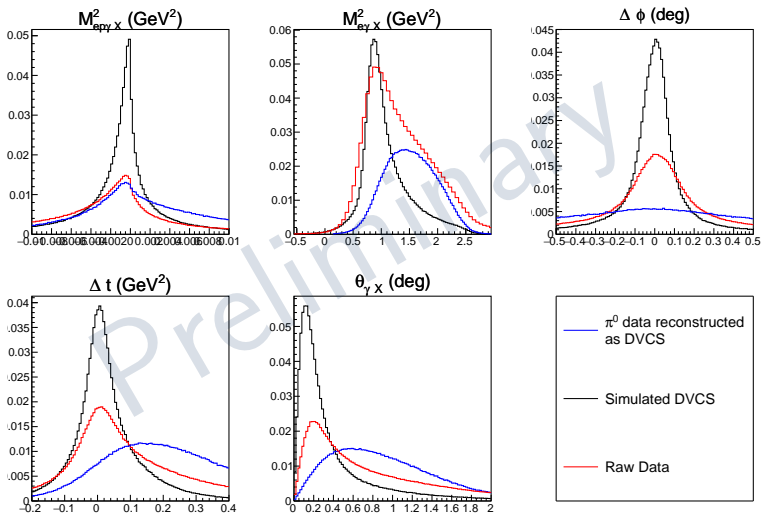 M²epγ X (GeV²)
M²eγ X (GeV²)
Δ ϕ (deg)
0.05
0.04
0.03
0.02
0.01
0
0.06
0.05
0.04
0.03
0.02
0.01
0.00
0.045
0.04
0.035
0.03
0.025
0.02
0.015
0.01
0.005
0
−0.5 0 0.5 1 1.5 2 2.5
−0.5 −0.4 −0.3 −0.2 −0.1 0 0.1 0.2 0.3 0.4 0.5
Preliminary
Δ t (GeV²)
θγ X (deg)
0.04
0.035
0.03
0.025
0.02
0.015
0.01
0.005
0
0.05
0.04
0.03
0.02
0.01
0
−0.2 −0.1 0 0.1 0.2 0.3 0.4
0 0.2 0.4 0.6 0.8 1 1.2 1.4 1.6 1.8 2
π⁰ data reconstructed
as DVCS
Simulated DVCS
Raw Data